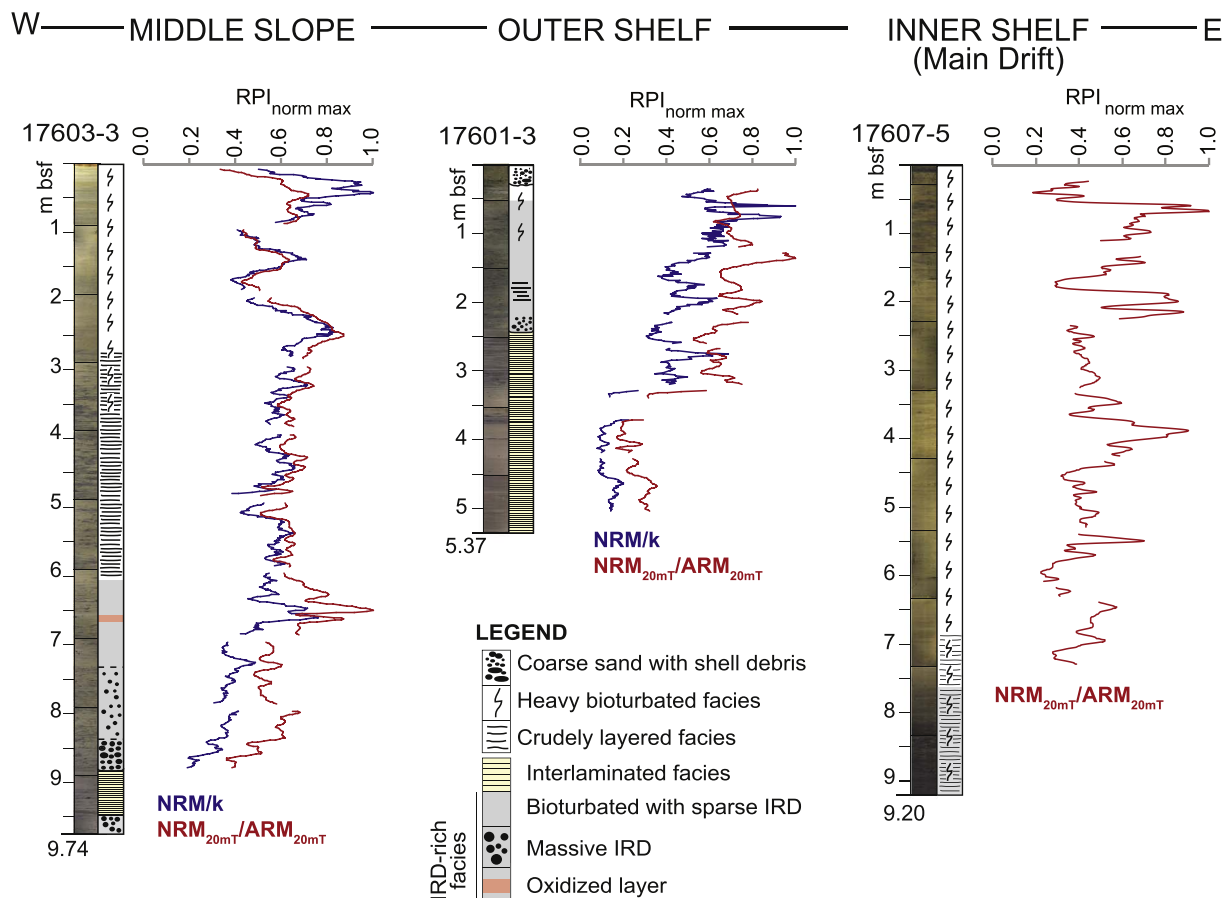 W MIDDLE SLOPE OUTER SHELF INNER SHELF E
(Main Drift)
RPI norm max
17603-3
0.0 0.2 0.4 0.6 0.8 1.0
m bsf
1
2
3
4
5
6
7
8
9
9.74
NRM/k
NRM20mT/ARM20mT
RPI norm max
17601-3
0.0 0.2 0.4 0.6 0.8 1.0
m bsf
1
2
3
4
5
5.37
NRM/k
NRM20mT/ARM20mT
LEGEND
Coarse sand with shell debris
Heavy bioturbated facies
Crudely layered facies
Interlaminated facies
IRD-rich
facies
Bioturbated with sparse IRD
Massive IRD
Oxidized layer
RPI norm max
17607-5
0.0 0.2 0.4 0.6 0.8 1.0
m bsf
1
2
3
4
5
6
7
8
9
9.20
NRM20mT/ARM20mT